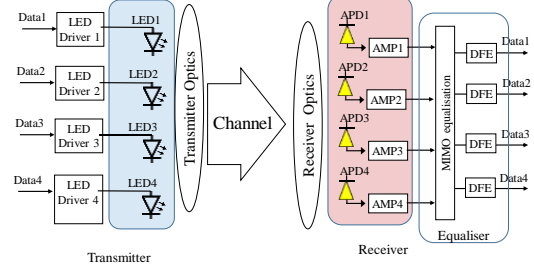 Data1
LED
Driver 1
LED1
Data2
LED
Driver 2
LED2
Data3
LED
Driver 3
LED3
Data4
LED
Driver 4
LED4
Transmitter Optics
Transmitter
Channel
Receiver Optics
APD1
AMP1
APD2
AMP2
APD3
AMP3
APD4
AMP4
Receiver
MIMO equalisation
DFE
Data1
DFE
Data2
DFE
Data3
DFE
Data4
Equaliser